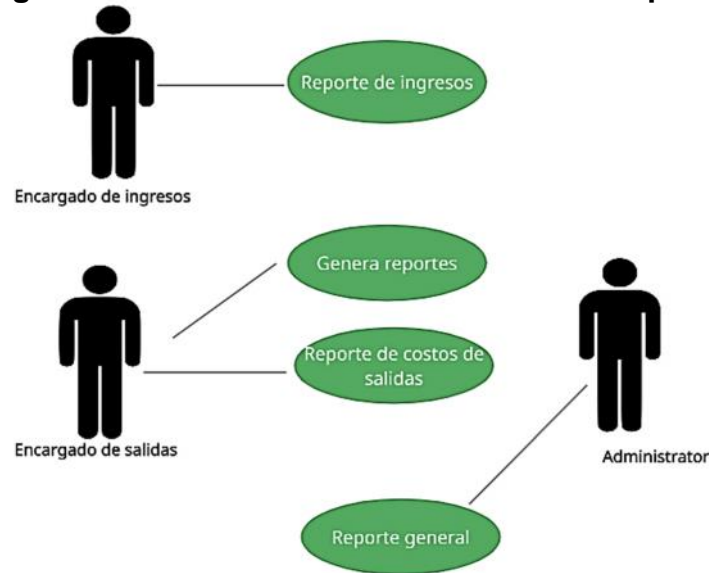 Reporte de ingresos
Encargado de ingresos
Genera reportes
Reporte de costos de
salidas
Encargado de salidas
Administrator
Reporte general